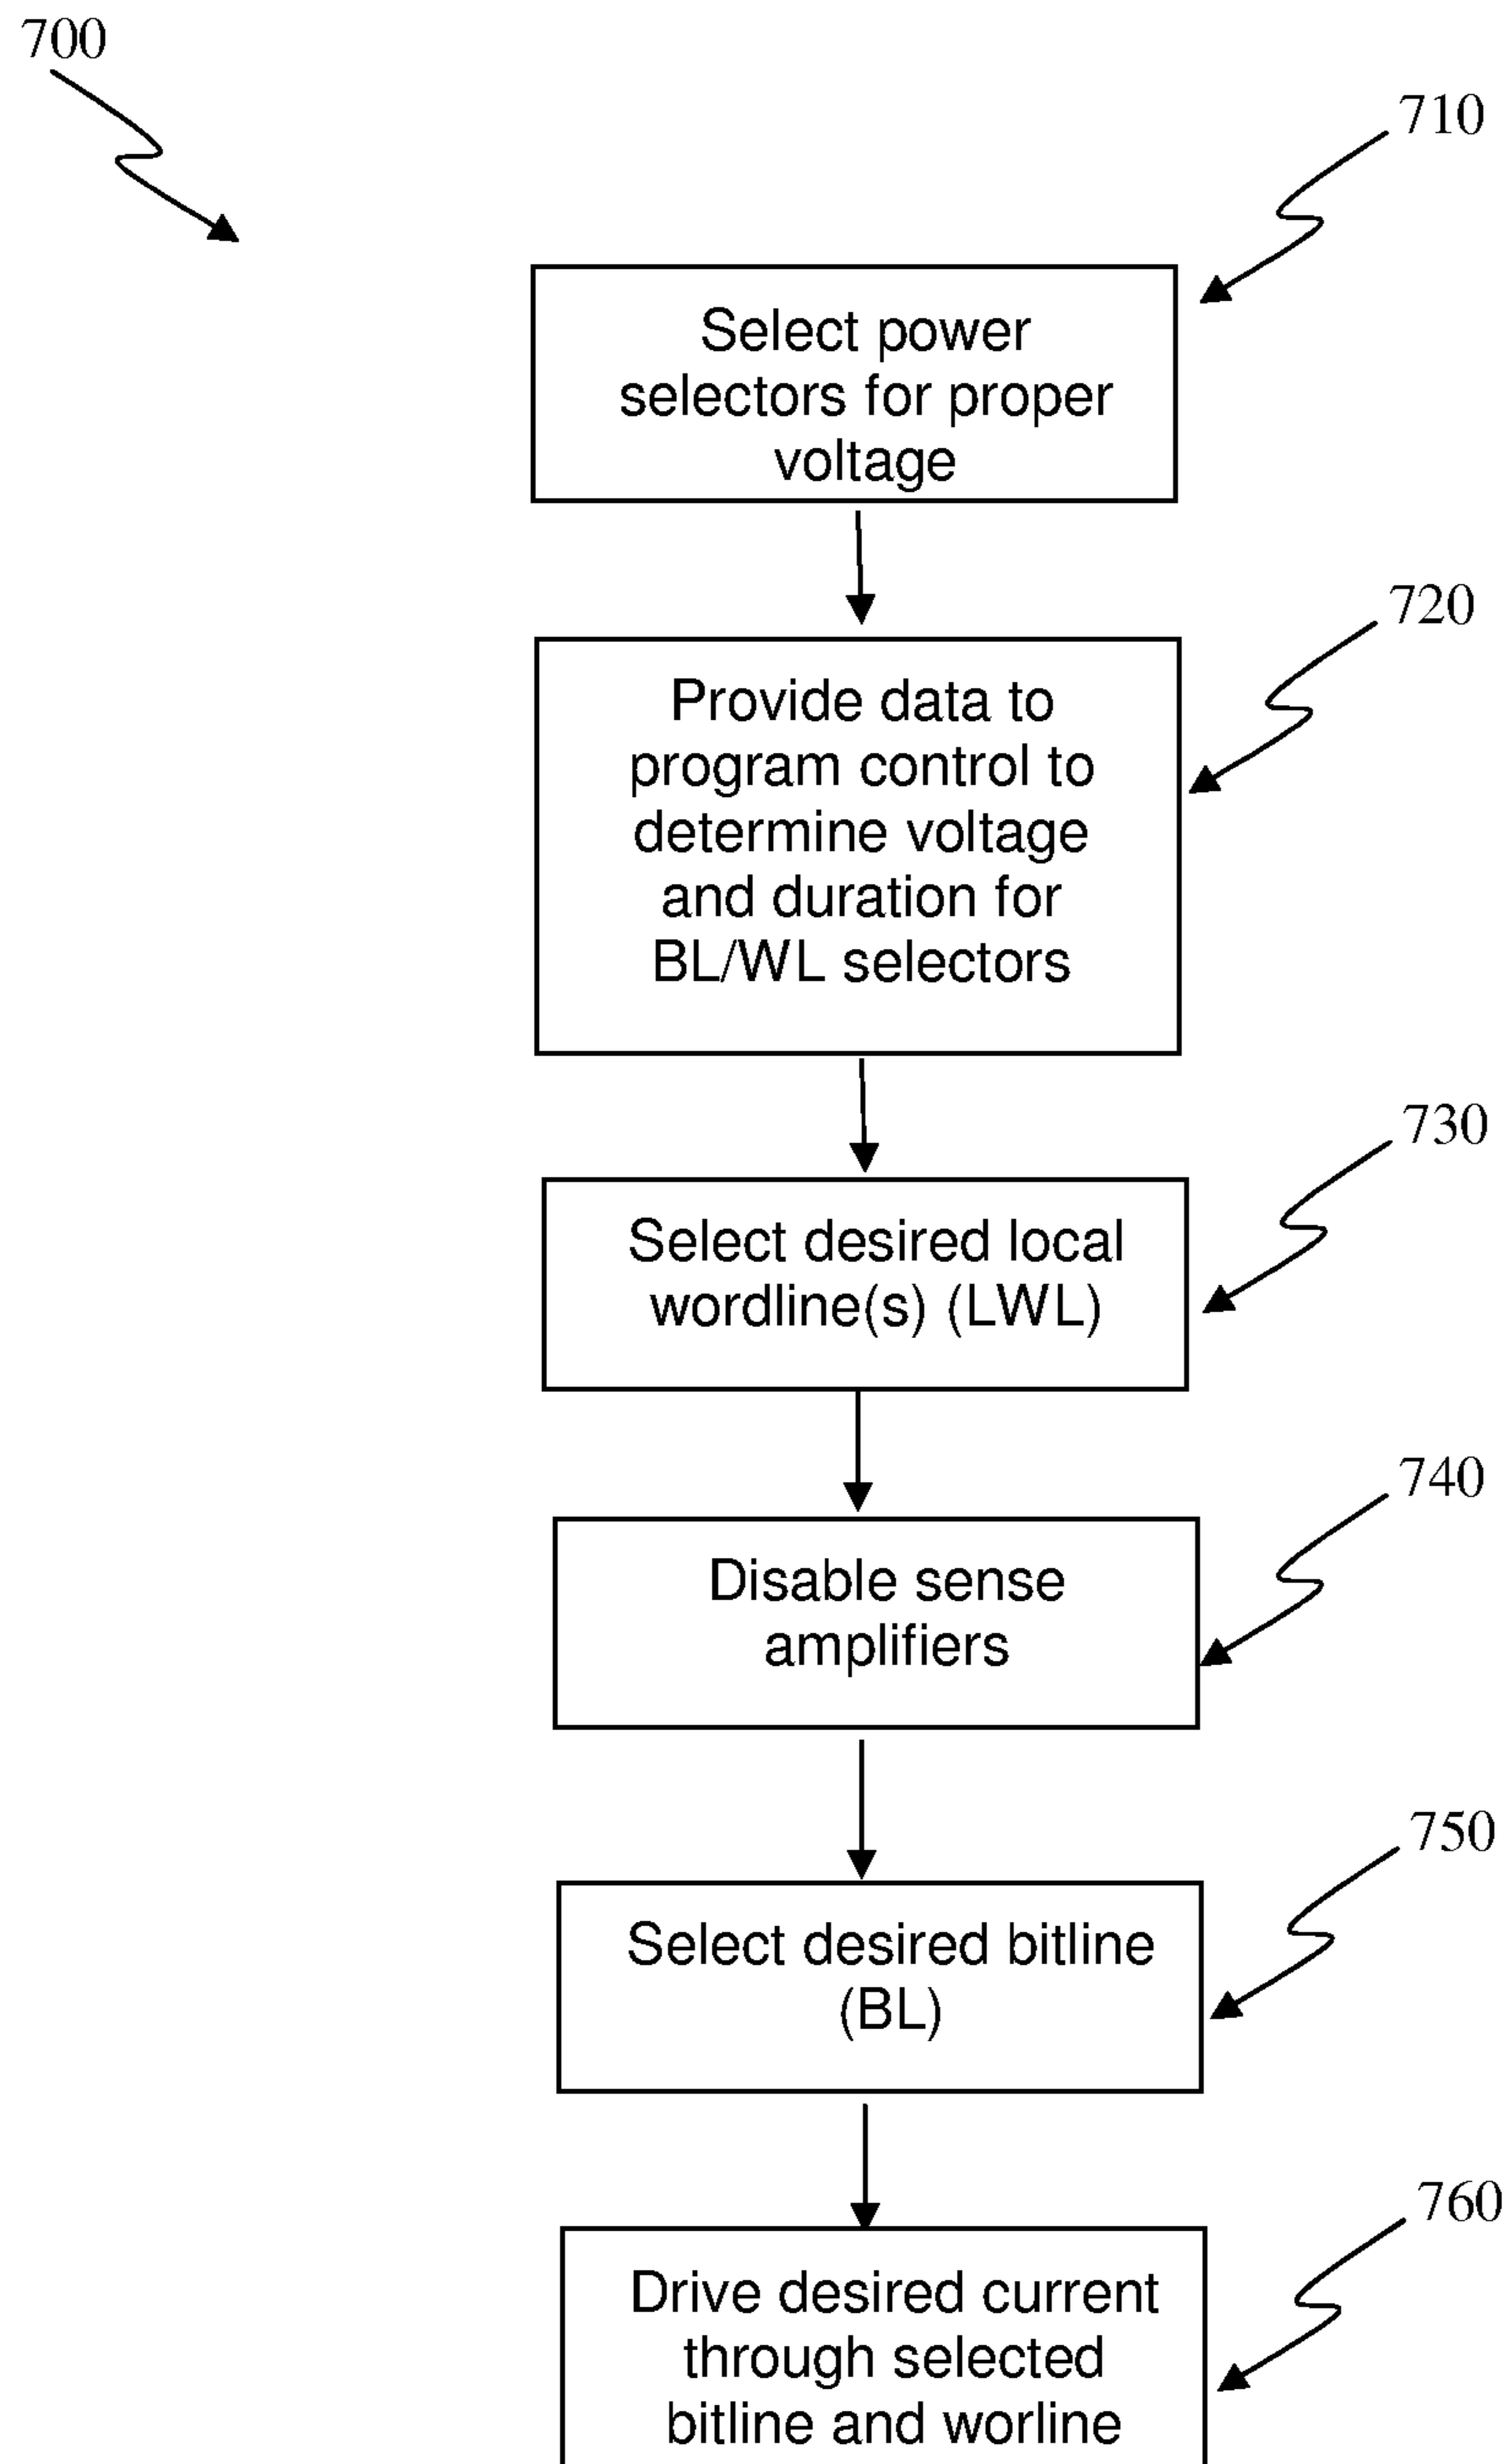 700
710
Select power
selectors for proper
voltage
720
Provide data to
program control to
determine voltage
and duration for
BL/WL selectors
730
Select desired local
wordline(s) (LWL)
740
Disable sense
amplifiers
750
Select desired bitline
(BL)
760
Drive desired current
through selected
bitline and worline